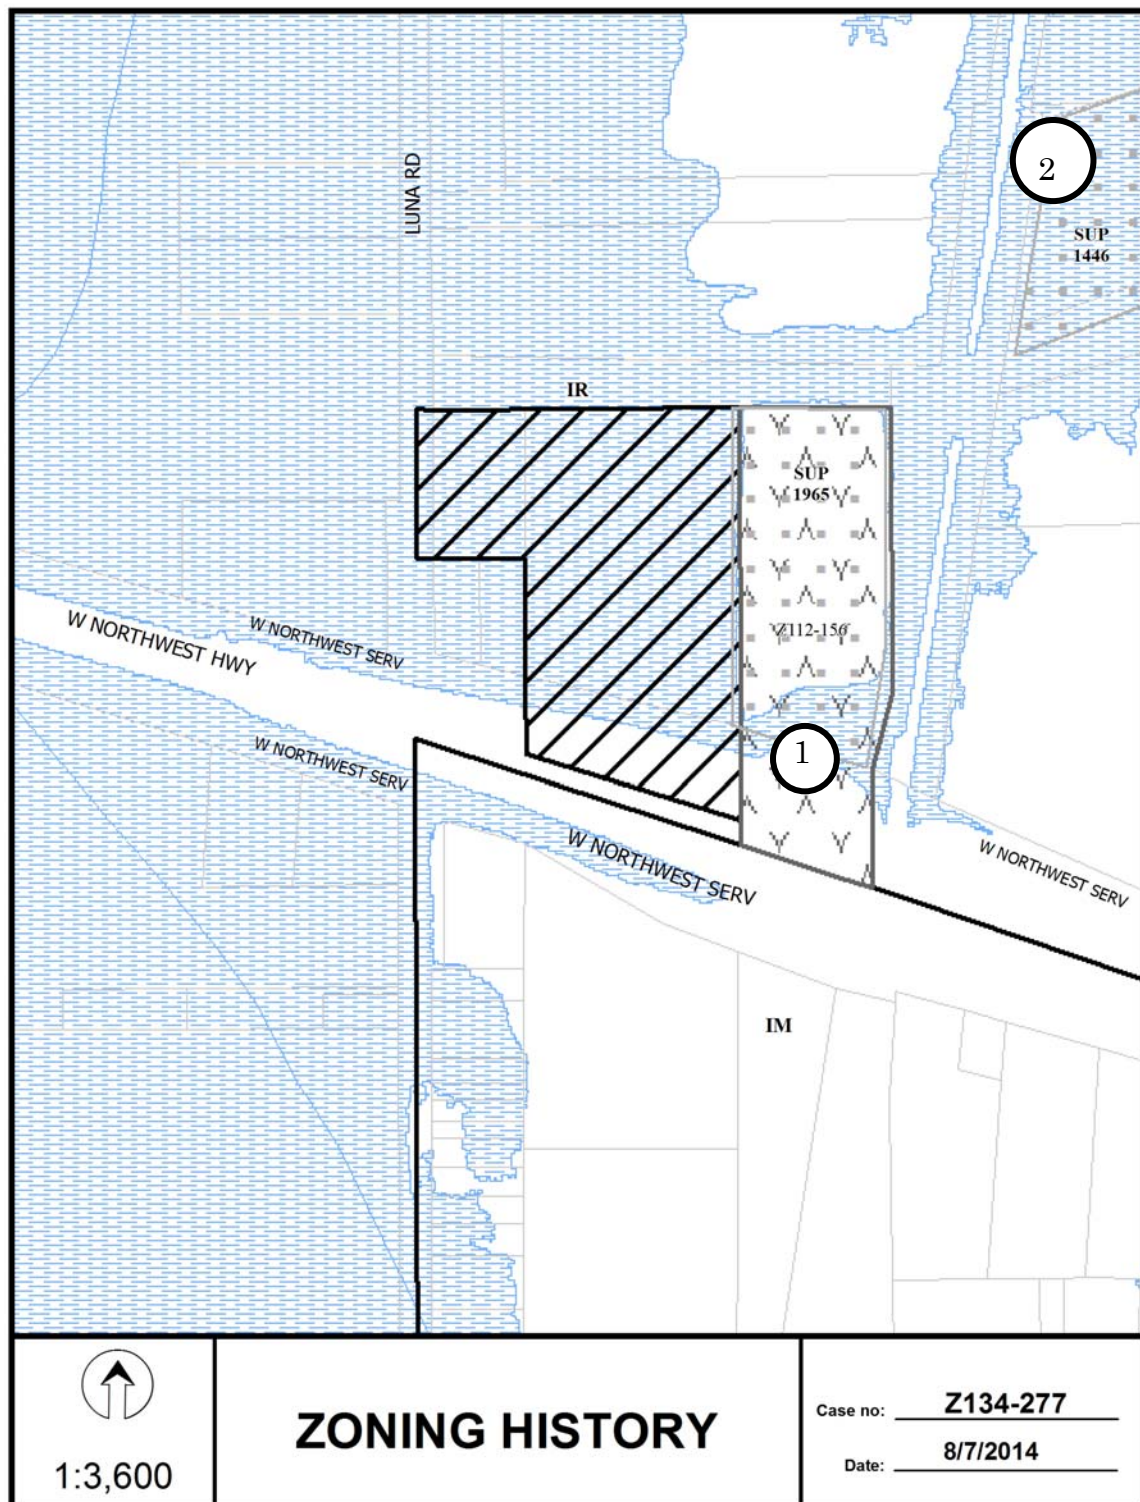 LUNA RD
2
SUP
1446
IR
SUP
1965
Z112-156
W NORTHWEST HWY
W NORTHWEST SERV
W NORTHWEST SERV
1
W NORTHWEST SERV
W NORTHWEST SERV
IM
1:3,600
ZONING HISTORY
Case no: Z134-277
Date: 8/7/2014